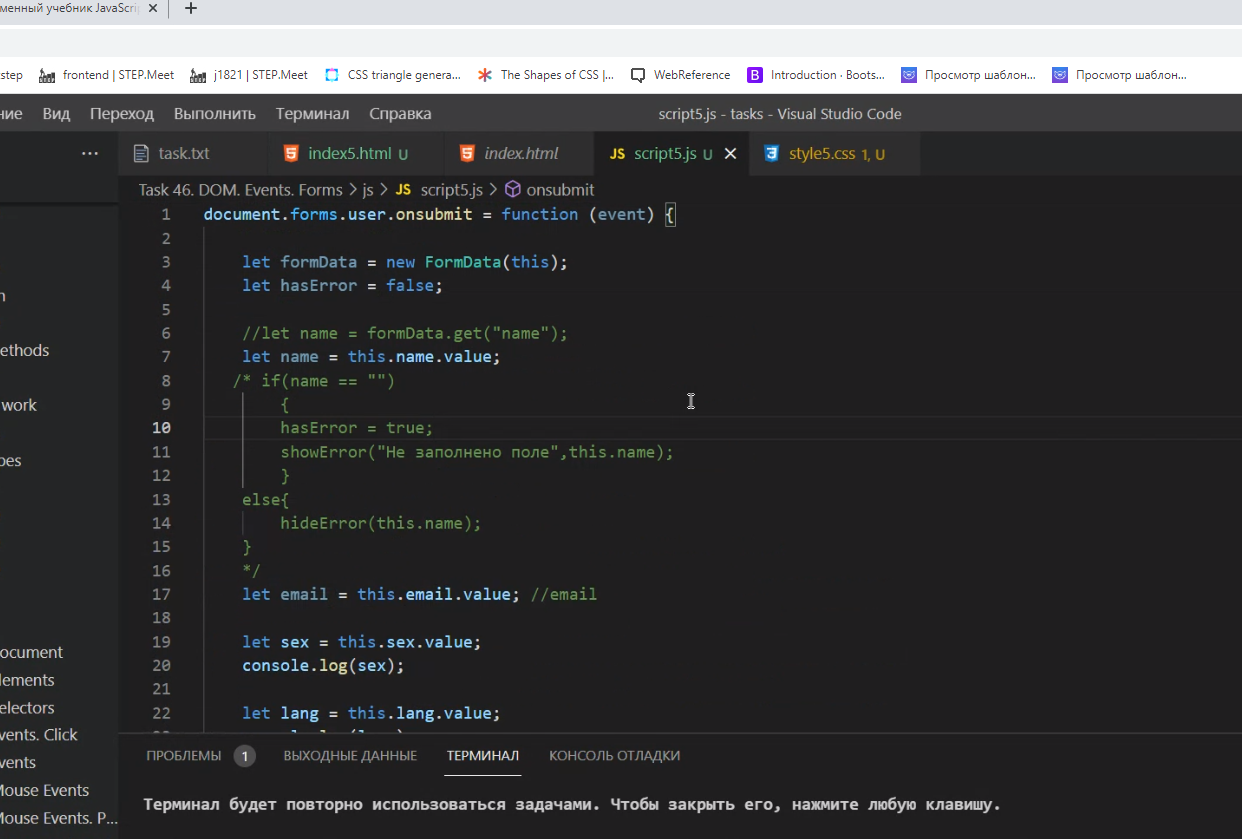 менный учебник JavaScri
step frontend | STEP.Meet j1821 | STEP.Meet CSS triangle genera... The Shapes of CSS |... WebReference Introduction · Boots... Просмотр шаблон... Просмотр шаблон...
ние Вид Переход Выполнить Терминал Справка script5.js - tasks - Visual Studio Code
task.txt index5.html U index.html JS script5.js U style5.css 1, U
Task 46. DOM. Events. Forms > js > JS script5.js > onsubmit
1 document.forms.user.onsubmit = function (event) {
2
3 let formData = new FormData(this);
4 let hasError = false;
5
6 //let name = formData.get("name");
7 let name = this.name.value;
8 /* if(name == "")
9 {
10 hasError = true;
11 showError("Не заполнено поле",this.name);
12 }
13 else{
14 hideError(this.name);
15 }
16 */
17 let email = this.email.value; //email
18
19 let sex = this.sex.value;
20 console.log(sex);
21
22 let lang = this.lang.value;
ethods
work
pes
ocument
lements
electors
vents. Click
vents
Mouse Events
Mouse Events. P...
ПРОБЛЕМЫ 1 ВЫХОДНЫЕ ДАННЫЕ ТЕРМИНАЛ КОНСОЛЬ ОТЛАДКИ
Терминал будет повторно использоваться задачами. Чтобы закрыть его, нажмите любую клавишу.